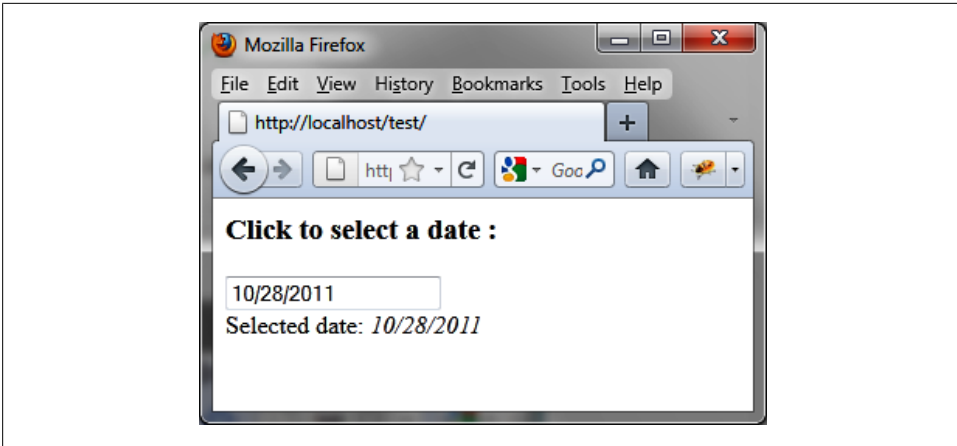 Mozilla Firefox
File Edit View History Bookmarks Tools Help
http://localhost/test/
Goo
Click to select a date :
10/28/2011
Selected date: 10/28/2011